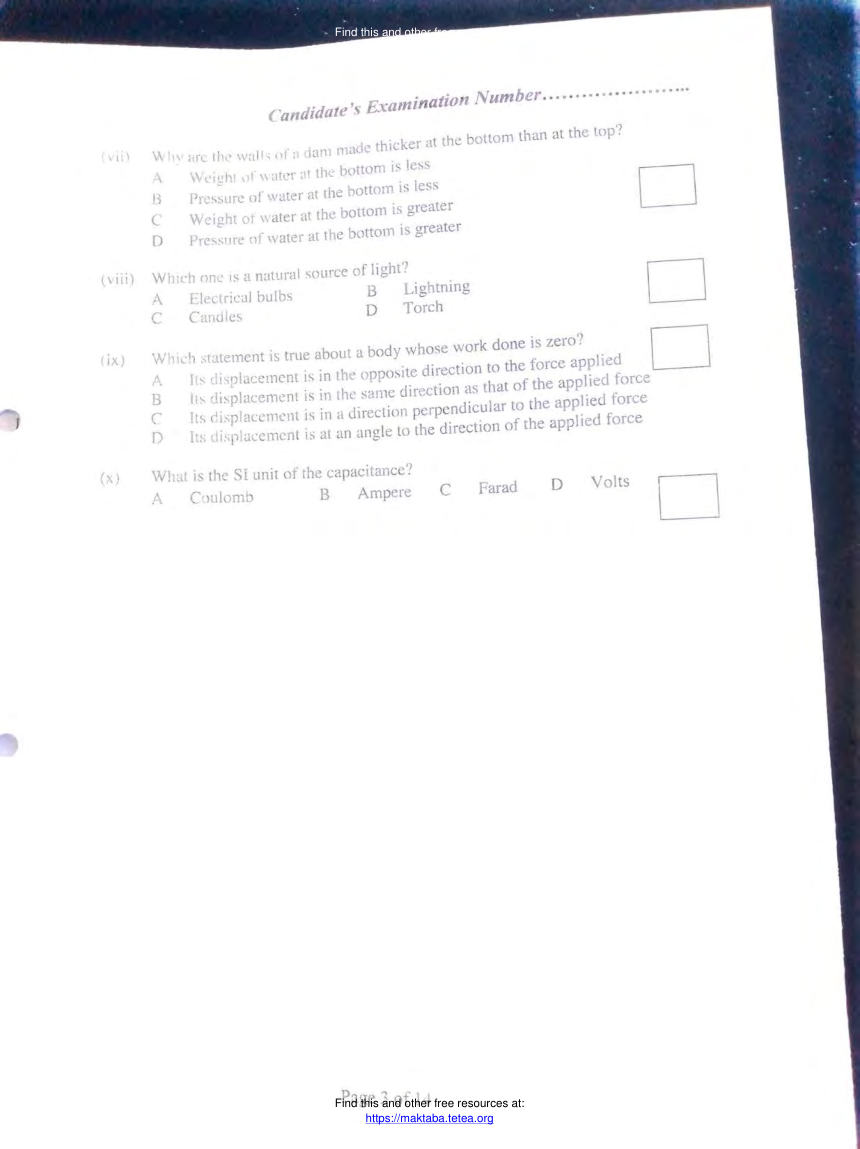 Find this and other free
Candidate's Examination Number........................
(vii) Why are the walls of a dam made thicker at the bottom than at the top?
A Weight of water at the bottom is less
B Pressure of water at the bottom is less
C Weight of water at the bottom is greater
D Pressure of water at the bottom is greater
(viii) Which one is a natural source of light?
A Electrical bulbs B Lightning
C Candles D Torch
(ix) Which statement is true about a body whose work done is zero?
A Its displacement is in the opposite direction to the force applied
B Its displacement is in the same direction as that of the applied force
C Its displacement is in a direction perpendicular to the applied force
D Its displacement is at an angle to the direction of the applied force
(x) What is the SI unit of the capacitance?
A Coulomb B Ampere C Farad D Volts
Page 3 of
Find this and other free resources at:
https://maktaba.tetea.org